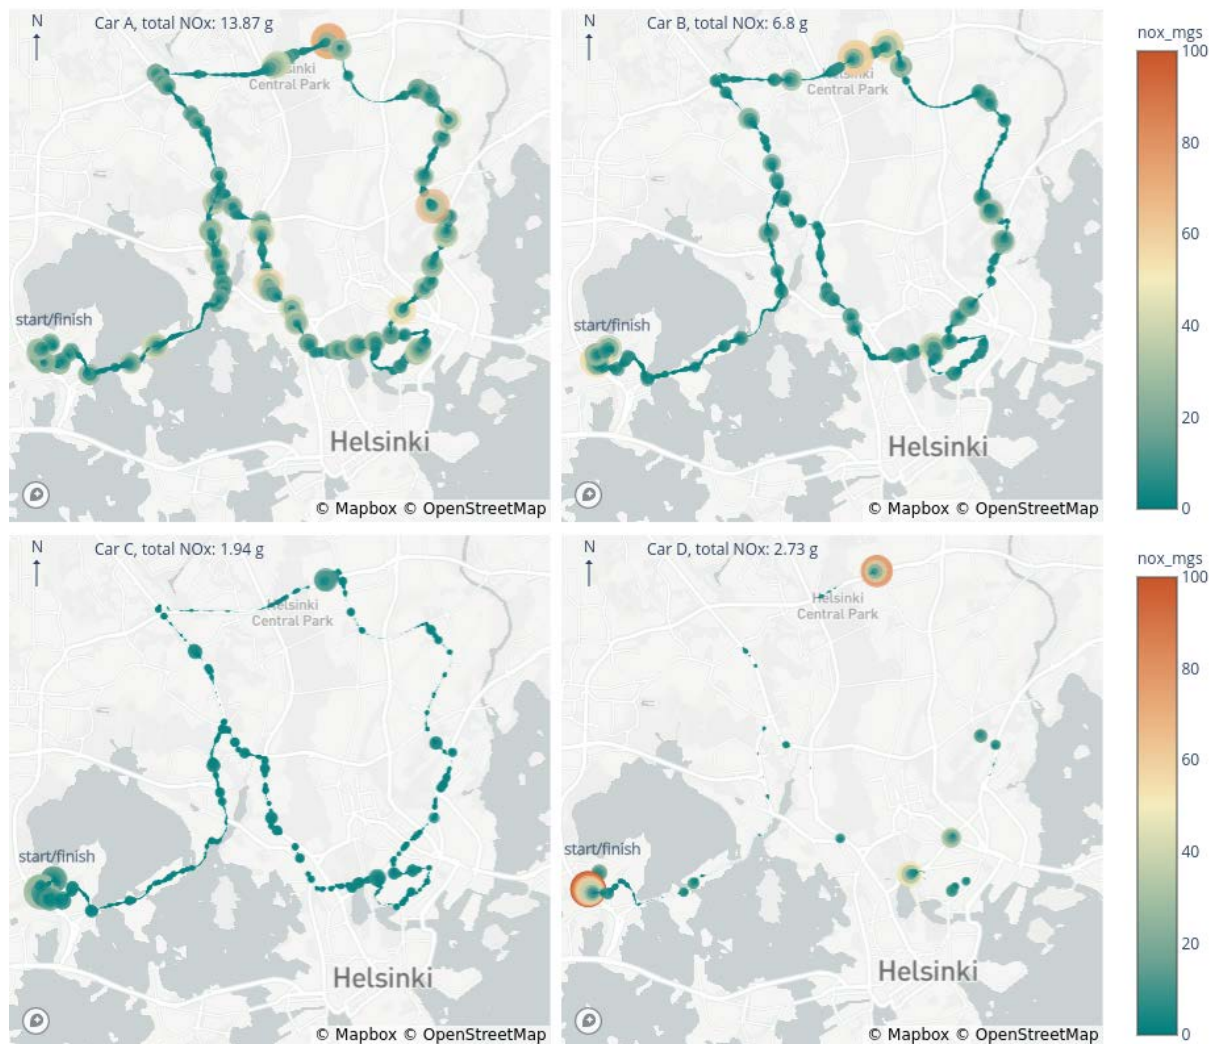 N
Car A, total NOx: 13.87 g
Central Park
start/finish
Helsinki
© Mapbox © OpenStreetMap
N
Car B, total NOx: 6.8 g
Central Park
start/finish
Helsinki
© Mapbox © OpenStreetMap
nox_mgs
100
80
60
40
20
0
N
Car C, total NOx: 1.94 g
Helsinki
Central Park
start/finish
Helsinki
© Mapbox © OpenStreetMap
N
Car D, total NOx: 2.73 g
Helsinki
Central Park
start/finish
Helsinki
© Mapbox © OpenStreetMap
nox_mgs
100
80
60
40
20
0